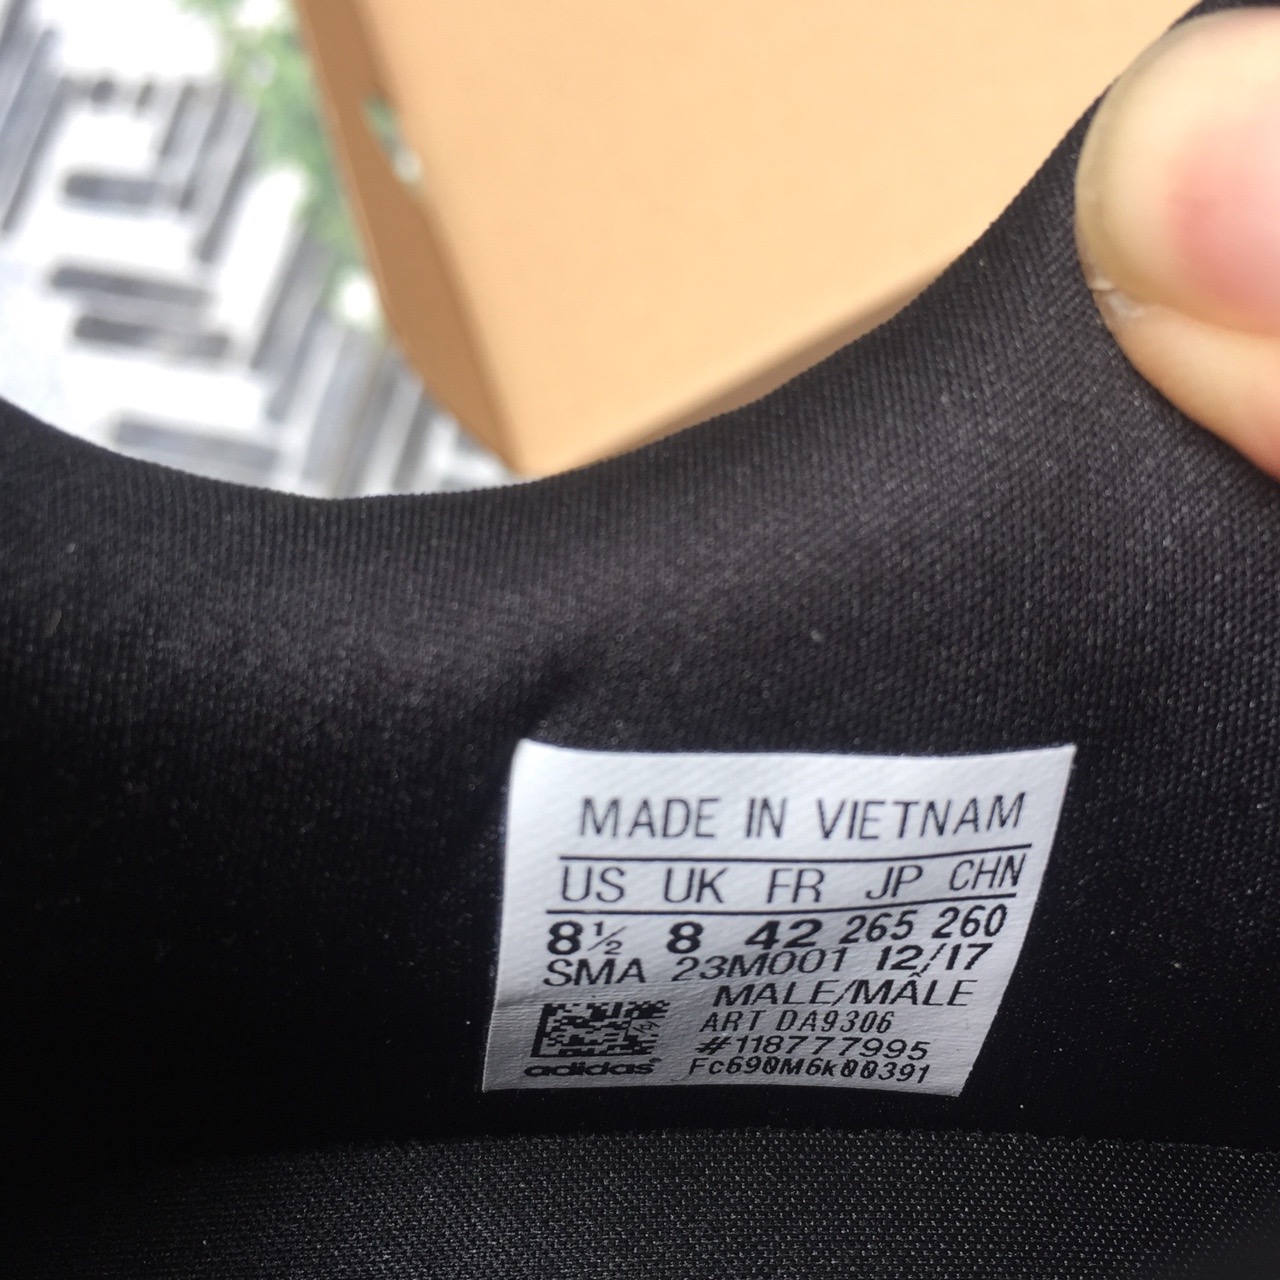 MADE IN VIETNAM
US UK FR JP CHN
8½ 8 42 265 260
SMA 23M001 12/17
MALE/MÂLE
ART DA9306
#118777995
adidas® Fc690M6k00391